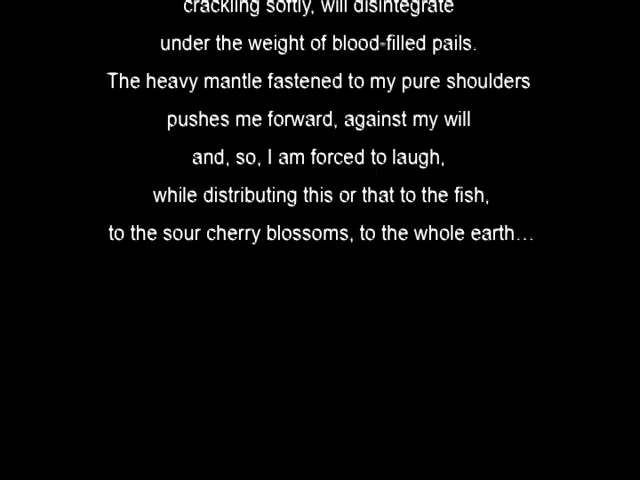 crackling softly, will disintegrate
under the weight of blood-filled pails.
The heavy mantle fastened to my pure shoulders
pushes me forward, against my will
and, so, I am forced to laugh,
while distributing this or that to the fish,
to the sour cherry blossoms, to the whole earth…